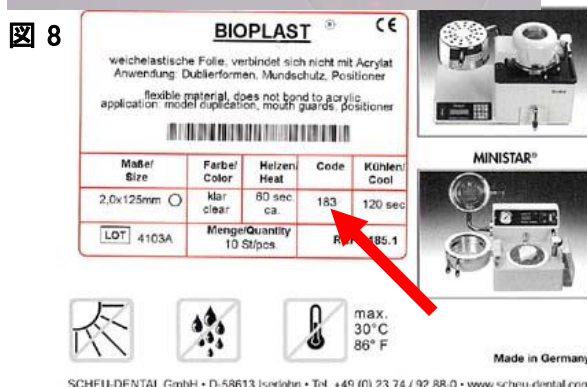 図 8
BIOPLAST ® CE
weichelastische Folie, verbindet sich nicht mit Acrylat
Anwendung: Dublierformen, Mundschutz, Positioner
flexible material, does not bond to acrylic
application: model duplication, mouth guards, positioner
Maße/ Size
Farbe/ Color
Heizen/ Heat
Code
Kühlen/ Cool
2,0x125mm
klar clear
60 sec. ca.
183
120 sec
LOT 4103A
Menge/Quantity
10 St/pcs.
185.1
MINISTAR®
max.
30°C
86° F
Made in Germany
SCHEU-DENTAL GmbH • D-58613 Iserlohn • Tel. +49 (0) 23 74 / 92 88-0 • www.scheu-dental.com